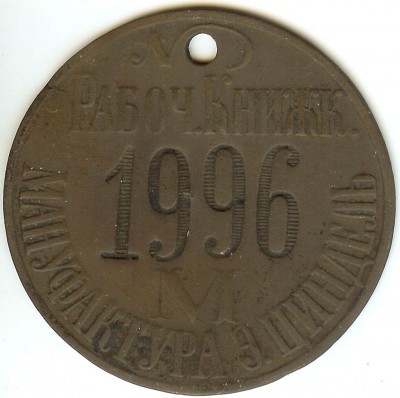 №
РАБОЧ. КНИЖК.
1996
М
МАНУФАКТУРА Э. ЦИНДЕЛЬ